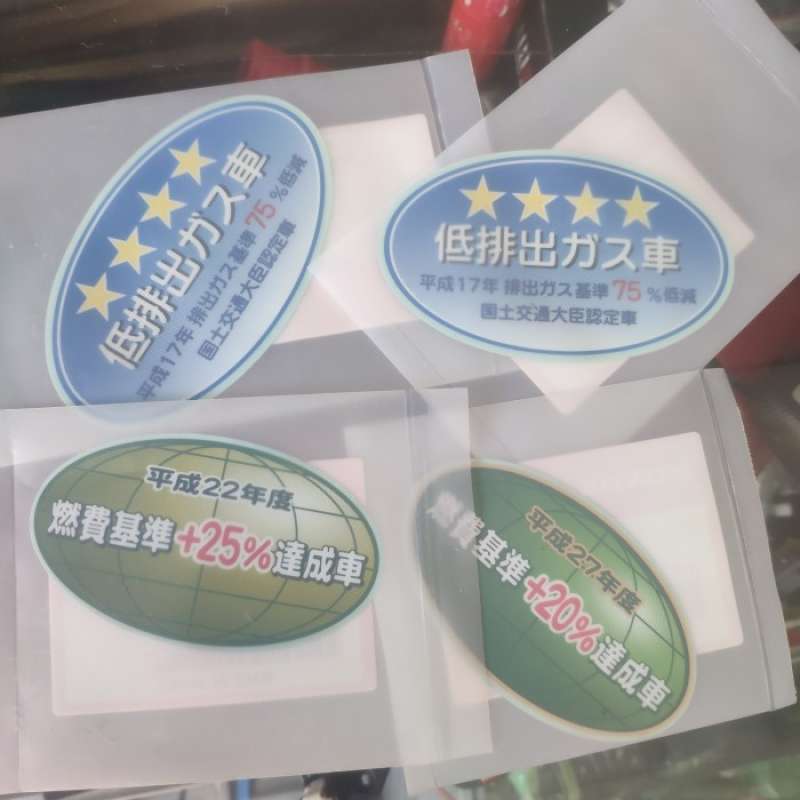 低排出ガス車
平成17年 排出ガス基準 75 %低減
国土交通大臣認定車
低排出ガス車
平成17年 排出ガス基準 75 %低減
国土交通大臣認定車
平成22年度
燃費基準 +25% 達成車
平成27年度
燃費基準 +20% 達成車